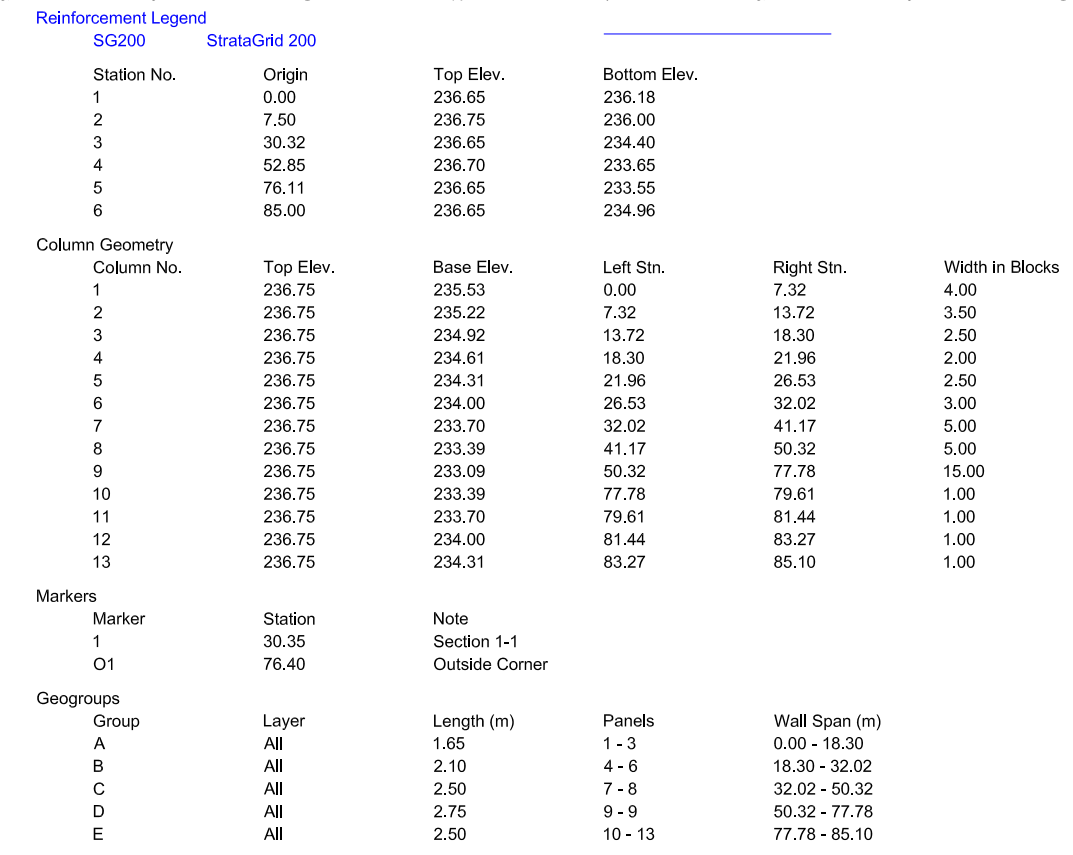 Reinforcement Legend
SG200 StrataGrid 200
Station No. Origin Top Elev. Bottom Elev.
1 0.00 236.65 236.18
2 7.50 236.75 236.00
3 30.32 236.65 234.40
4 52.85 236.70 233.65
5 76.11 236.65 233.55
6 85.00 236.65 234.96
Column Geometry
Column No. Top Elev. Base Elev. Left Stn. Right Stn. Width in Blocks
1 236.75 235.53 0.00 7.32 4.00
2 236.75 235.22 7.32 13.72 3.50
3 236.75 234.92 13.72 18.30 2.50
4 236.75 234.61 18.30 21.96 2.00
5 236.75 234.31 21.96 26.53 2.50
6 236.75 234.00 26.53 32.02 3.00
7 236.75 233.70 32.02 41.17 5.00
8 236.75 233.39 41.17 50.32 5.00
9 236.75 233.09 50.32 77.78 15.00
10 236.75 233.39 77.78 79.61 1.00
11 236.75 233.70 79.61 81.44 1.00
12 236.75 234.00 81.44 83.27 1.00
13 236.75 234.31 83.27 85.10 1.00
Markers
Marker Station Note
1 30.35 Section 1-1
O1 76.40 Outside Corner
Geogroups
Group Layer Length (m) Panels Wall Span (m)
A All 1.65 1 - 3 0.00 - 18.30
B All 2.10 4 - 6 18.30 - 32.02
C All 2.50 7 - 8 32.02 - 50.32
D All 2.75 9 - 9 50.32 - 77.78
E All 2.50 10 - 13 77.78 - 85.10